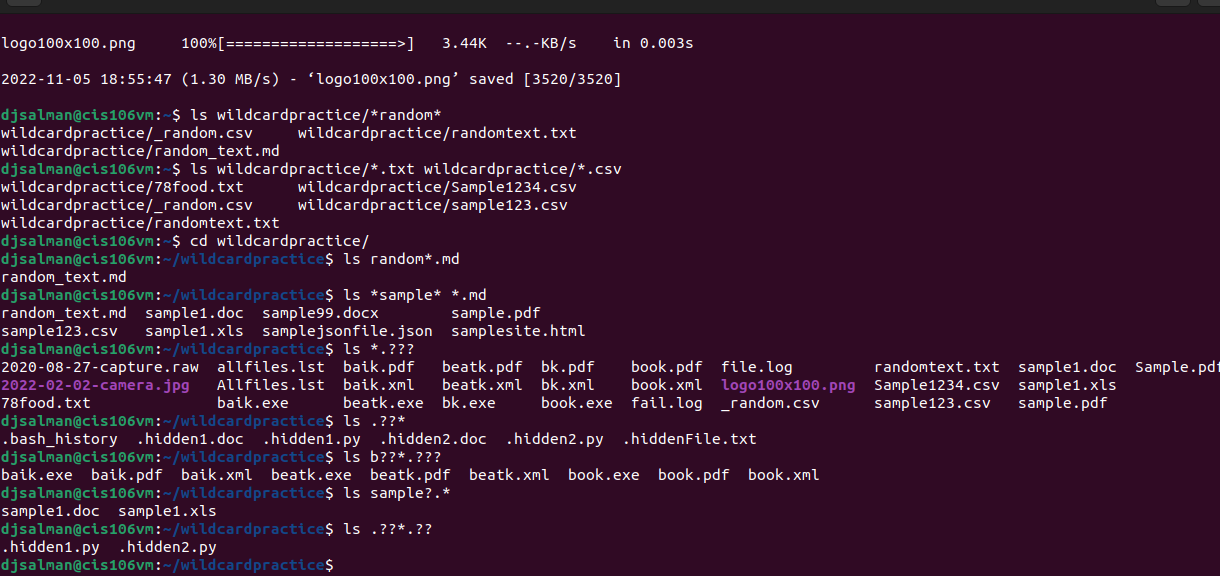 logo100x100.png     100%[===================>]   3.44K  --.-KB/s    in 0.003s
2022-11-05 18:55:47 (1.30 MB/s) - ‘logo100x100.png’ saved [3520/3520]
djsalman@cis106vm:~$ ls wildcardpractice/*random*
wildcardpractice/_random.csv     wildcardpractice/randomtext.txt
wildcardpractice/random_text.md
djsalman@cis106vm:~$ ls wildcardpractice/*.txt wildcardpractice/*.csv
wildcardpractice/78food.txt      wildcardpractice/Sample1234.csv
wildcardpractice/_random.csv     wildcardpractice/sample123.csv
wildcardpractice/randomtext.txt
djsalman@cis106vm:~$ cd wildcardpractice/
djsalman@cis106vm:~/wildcardpractice$ ls random*.md
random_text.md
djsalman@cis106vm:~/wildcardpractice$ ls *sample* *.md
random_text.md  sample1.doc  sample99.docx        sample.pdf
sample123.csv   sample1.xls  samplejsonfile.json  samplesite.html
djsalman@cis106vm:~/wildcardpractice$ ls *.???
2020-08-27-capture.raw  allfiles.lst  baik.pdf   beatk.pdf  bk.pdf    book.pdf  file.log         randomtext.txt  sample1.doc  Sample.pdf
2022-02-02-camera.jpg   Allfiles.lst  baik.xml   beatk.xml  bk.xml    book.xml  logo100x100.png  Sample1234.csv  sample1.xls
78food.txt              baik.exe      beatk.exe  bk.exe     book.exe  fail.log  _random.csv      sample123.csv   sample.pdf
djsalman@cis106vm:~/wildcardpractice$ ls .??*
.bash_history  .hidden1.doc  .hidden1.py  .hidden2.doc  .hidden2.py  .hiddenFile.txt
djsalman@cis106vm:~/wildcardpractice$ ls b??*.???
baik.exe  baik.pdf  baik.xml  beatk.exe  beatk.pdf  beatk.xml  book.exe  book.pdf  book.xml
djsalman@cis106vm:~/wildcardpractice$ ls sample?.*
sample1.doc  sample1.xls
djsalman@cis106vm:~/wildcardpractice$ ls .??*.??
.hidden1.py  .hidden2.py
djsalman@cis106vm:~/wildcardpractice$